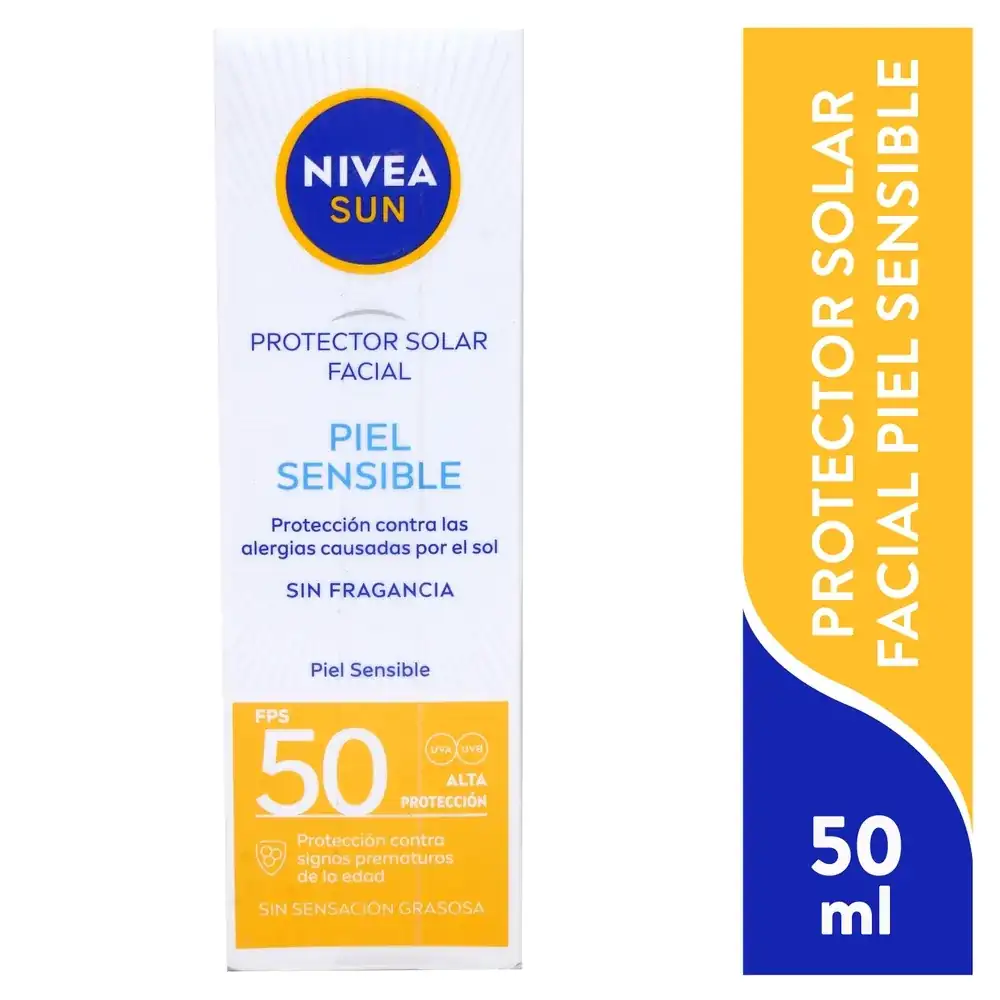 NIVEA
SUN
PROTECTOR SOLAR
FACIAL
PIEL
SENSIBLE
Protección contra las
alergias causadas por el sol
SIN FRAGANCIA
Piel Sensible
FPS
50
UVA UVB
ALTA
PROTECCIÓN
Protección contra
signos prematuros
de la edad
SIN SENSACIÓN GRASOSA
PROTECTOR SOLAR
FACIAL PIEL SENSIBLE
50
ml